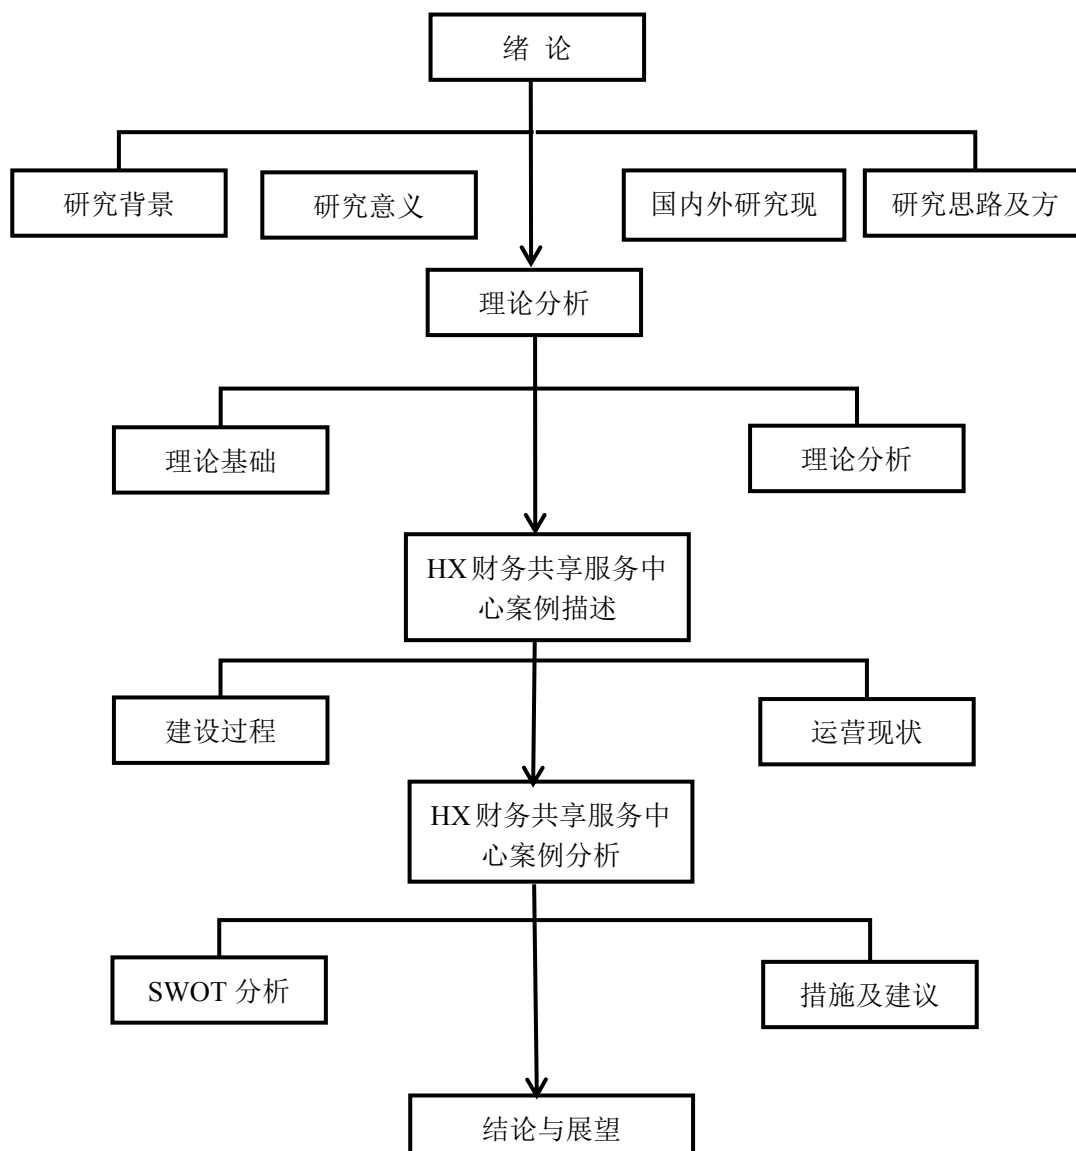 绪 论
研究背景
研究意义
国内外研究现
研究思路及方
理论分析
理论基础
理论分析
HX财务共享服务中
心案例描述
建设过程
运营现状
HX财务共享服务中
心案例分析
SWOT 分析
措施及建议
结论与展望